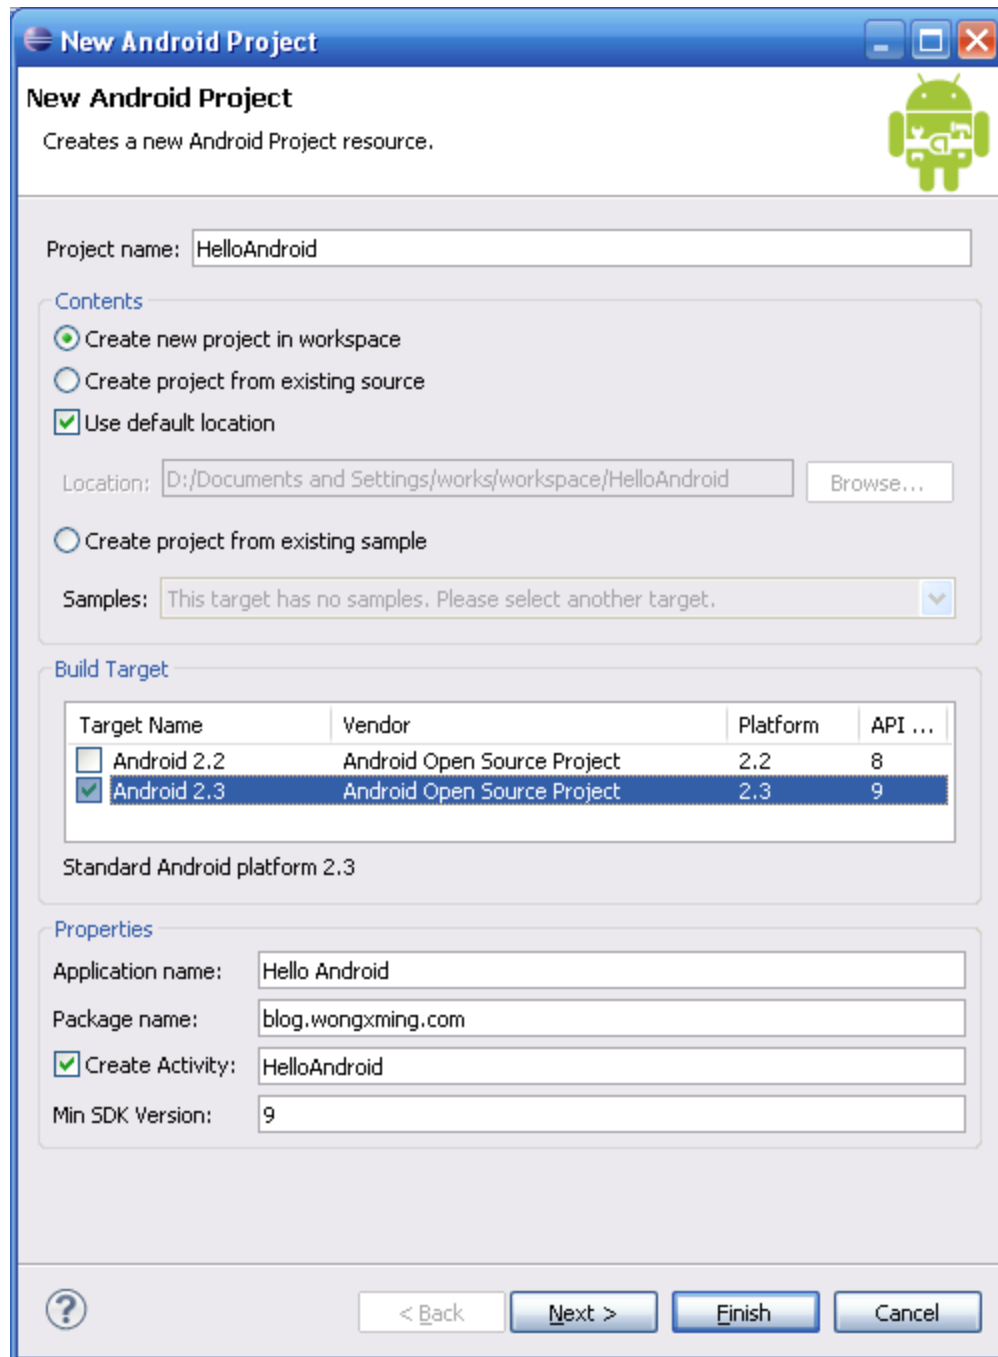 New Android Project
New Android Project
Creates a new Android Project resource.
Project name: HelloAndroid
Contents
Create new project in workspace
Create project from existing source
Use default location
Location: D:/Documents and Settings/works/workspace/HelloAndroid Browse...
Create project from existing sample
Samples: This target has no samples. Please select another target.
Build Target
Target Name Vendor Platform API ...
Android 2.2 Android Open Source Project 2.2 8
Android 2.3 Android Open Source Project 2.3 9
Standard Android platform 2.3
Properties
Application name: Hello Android
Package name: blog.wongxming.com
Create Activity: HelloAndroid
Min SDK Version: 9
? < Back Next > Finish Cancel